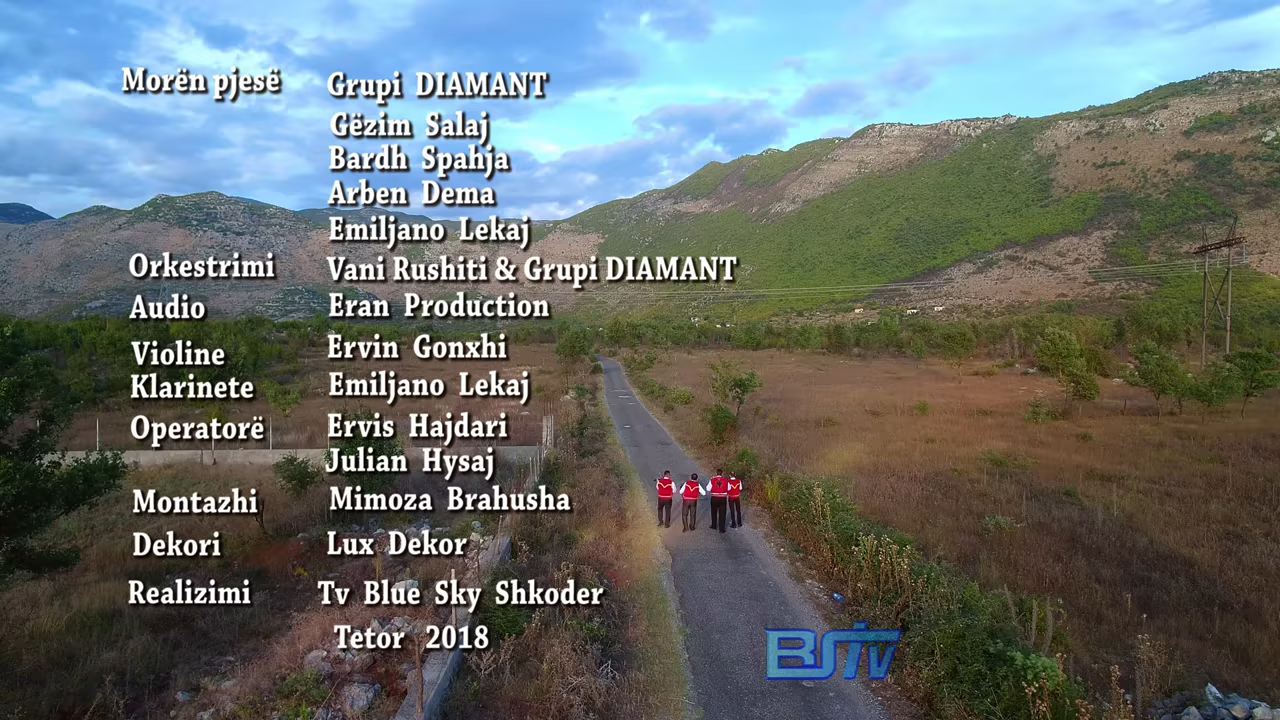 Morën pjesë Grupi DIAMANT
Gëzim Salaj
Bardh Spahja
Arben Dema
Emiljano Lekaj
Orkestrimi Vani Rushiti & Grupi DIAMANT
Audio Eran Production
Violine Ervin Gonxhi
Klarinete Emiljano Lekaj
Operatorë Ervis Hajdari
Julian Hysaj
Montazhi Mimoza Brahusha
Dekori Lux Dekor
Realizimi Tv Blue Sky Shkoder
Tetor 2018
BSTV